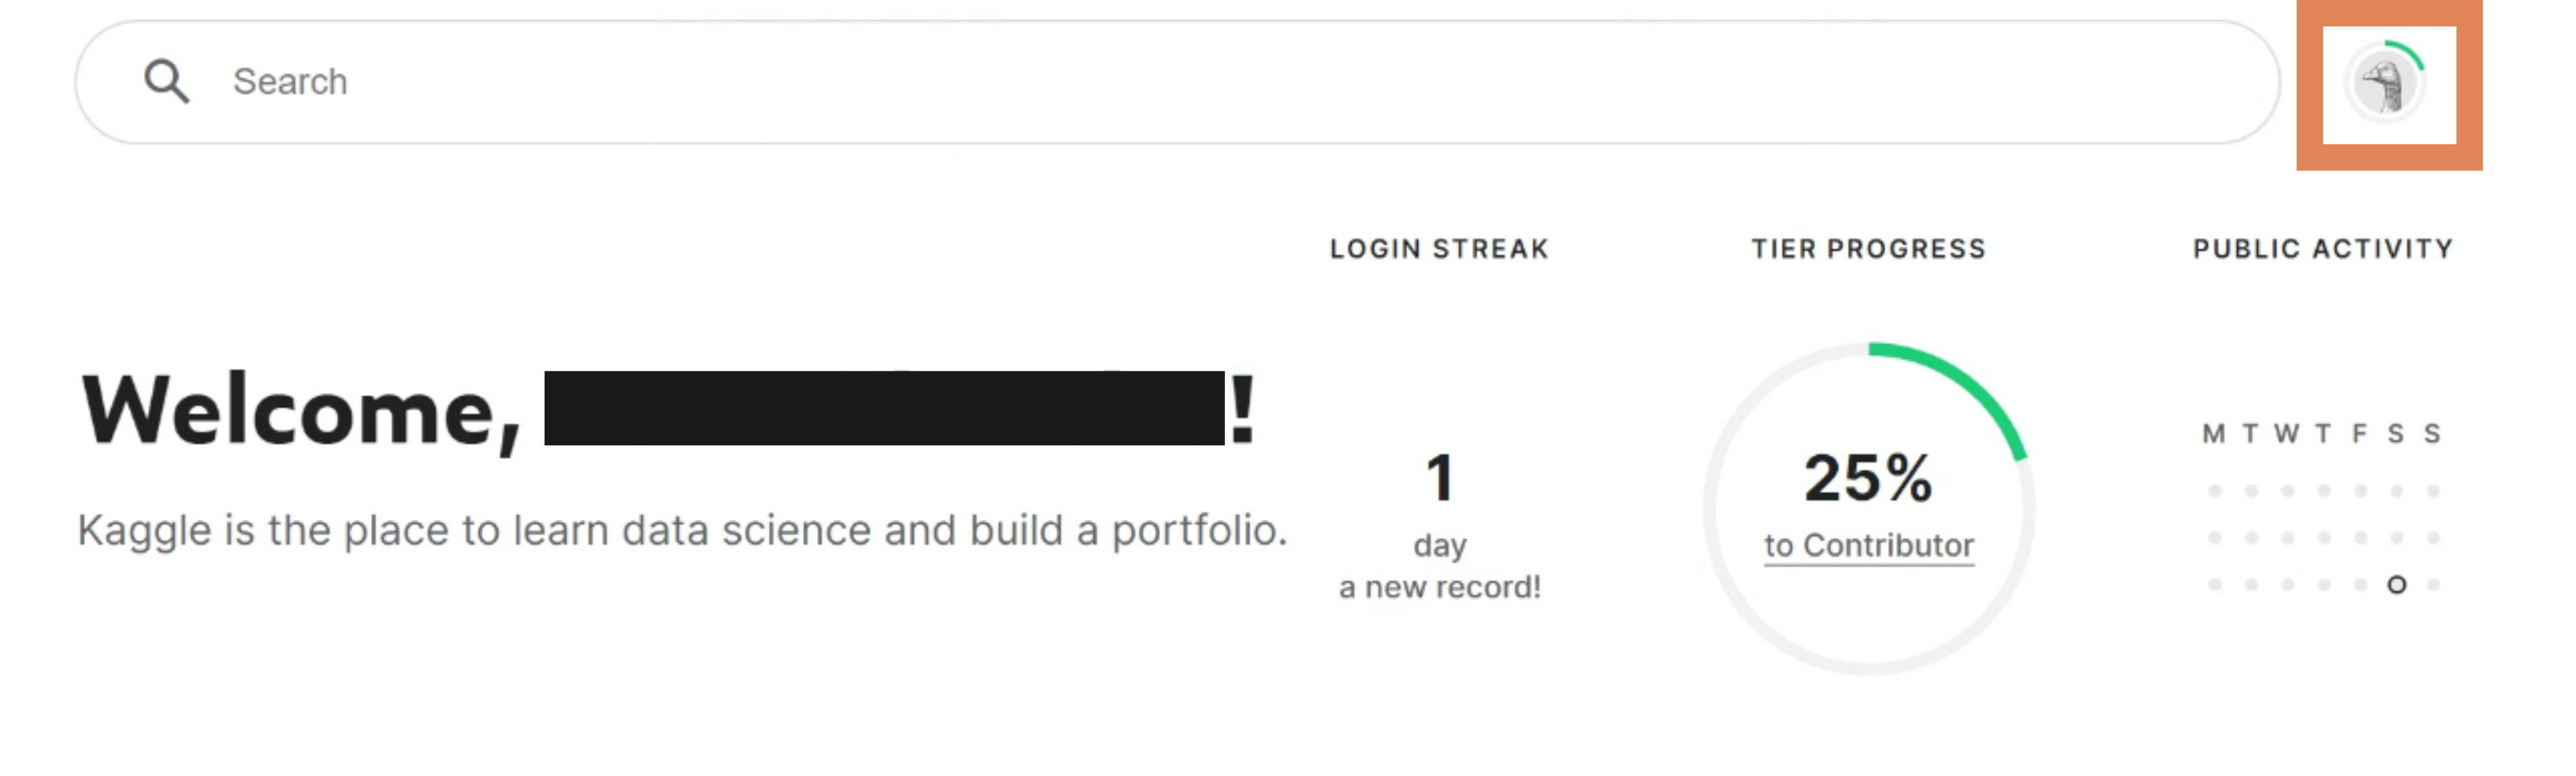 Search
LOGIN STREAK
TIER PROGRESS
PUBLIC ACTIVITY
Welcome, !
Kaggle is the place to learn data science and build a portfolio.
1
day
a new record!
25%
to Contributor
M T W T F S S